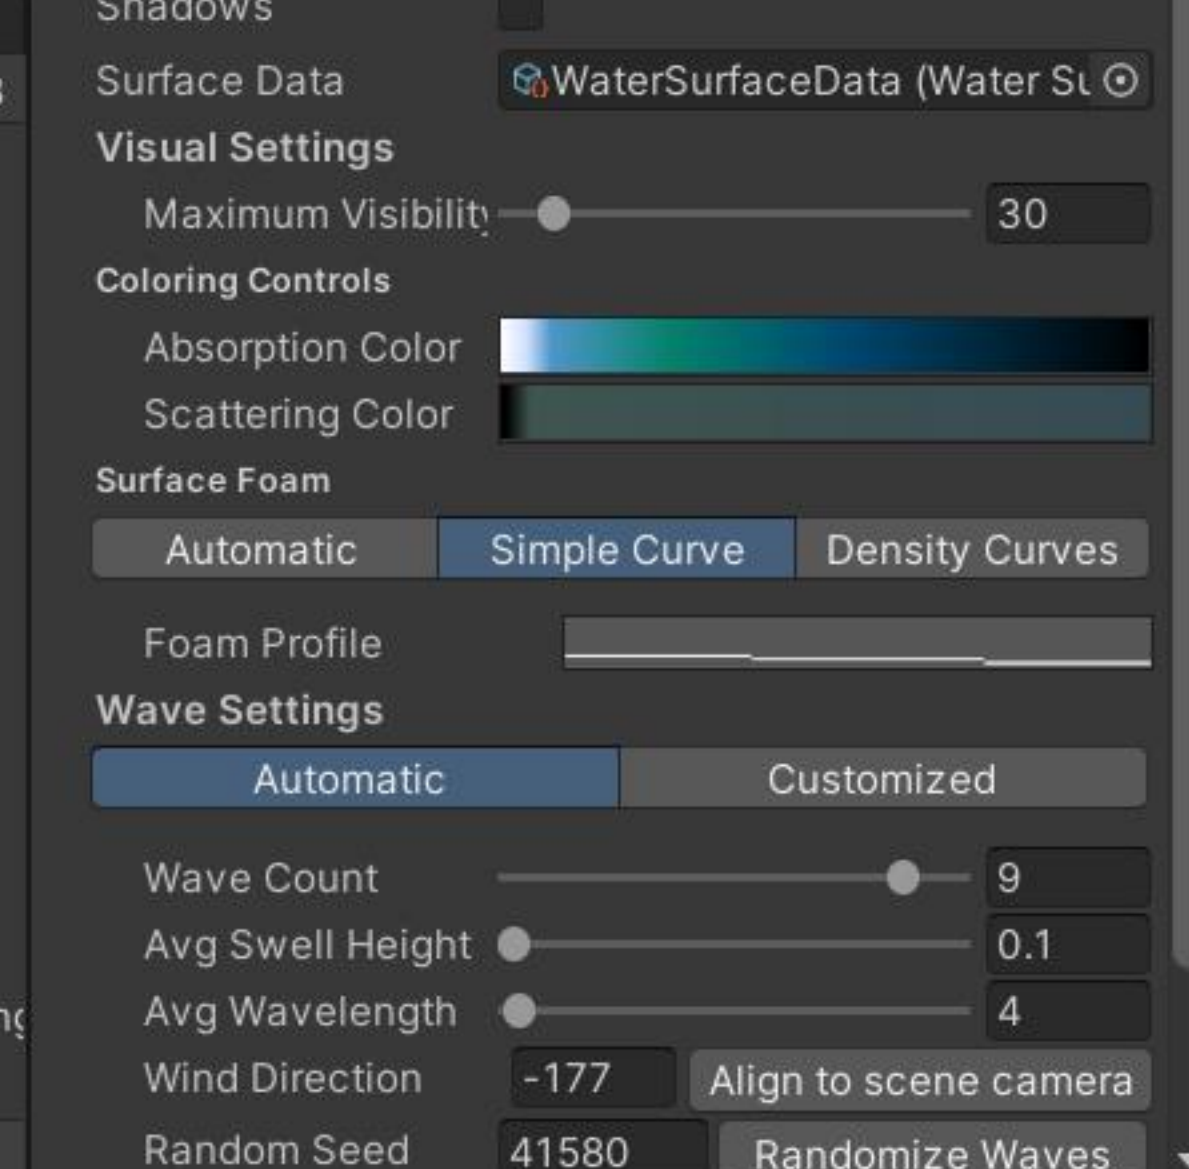 Shadows
Surface Data WaterSurfaceData (Water Su
Visual Settings
Maximum Visibility 30
Coloring Controls
Absorption Color
Scattering Color
Surface Foam
Automatic Simple Curve Density Curves
Foam Profile
Wave Settings
Automatic Customized
Wave Count 9
Avg Swell Height 0.1
Avg Wavelength 4
Wind Direction -177 Align to scene camera
Random Seed 41580 Randomize Waves